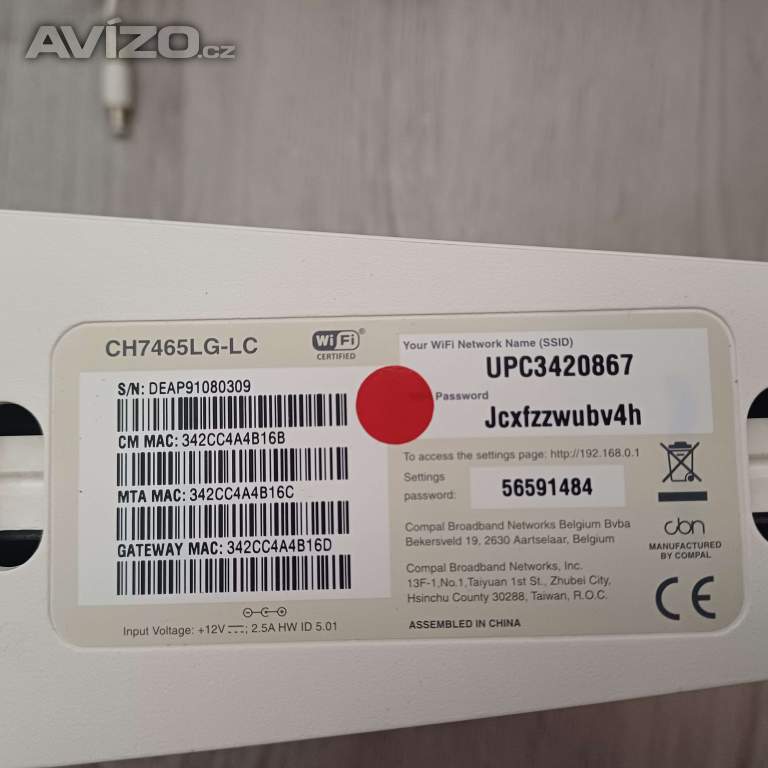 AVÍZO.cz
CH7465LG-LC
WiFi®
CERTIFIED
S/N: DEAP91080309
CM MAC: 342CC4A4B16B
MTA MAC: 342CC4A4B16C
GATEWAY MAC: 342CC4A4B16D
Input Voltage: +12V⎓; 2.5A HW ID 5.01
Your WiFi Network Name (SSID)
UPC3420867
Password
Jcxfzzwubv4h
To access the settings page: http://192.168.0.1
Settings
password:
56591484
Compal Broadband Networks Belgium Bvba
Bekersveld 19, 2630 Aartselaar, Belgium
Compal Broadband Networks, Inc.
13F-1,No.1,Taiyuan 1st St., Zhubei City,
Hsinchu County 30288, Taiwan, R.O.C.
ASSEMBLED IN CHINA
cbn
MANUFACTURED
BY COMPAL
CE